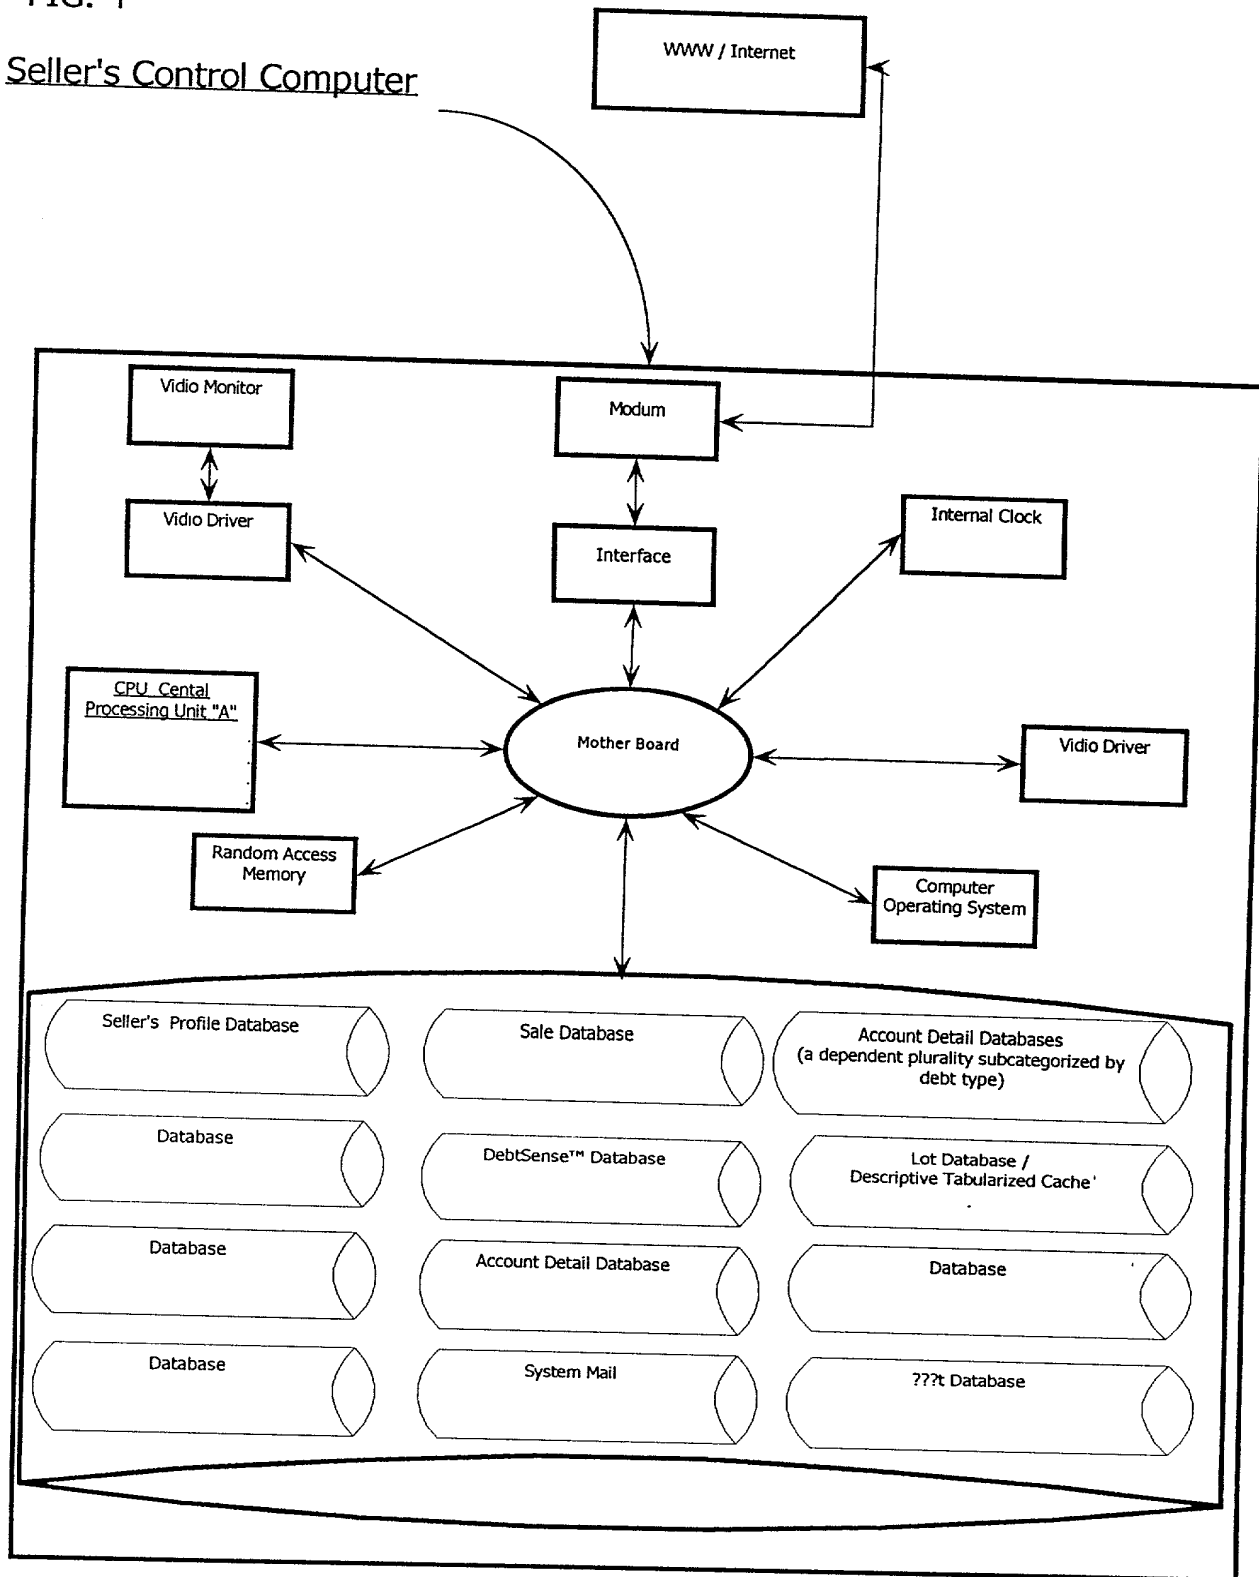 FIG. 4
Seller's Control Computer
WWW / Internet
Vidio Monitor
Modum
Vidio Driver
Interface
Internal Clock
CPU Cental
Processing Unit "A"
Mother Board
Vidio Driver
Random Access
Memory
Computer
Operating System
Seller's Profile Database
Sale Database
Account Detail Databases
(a dependent plurality subcategorized by
debt type)
Database
DebtSense™ Database
Lot Database /
Descriptive Tabularized Cache'
Database
Account Detail Database
Database
Database
System Mail
???t Database